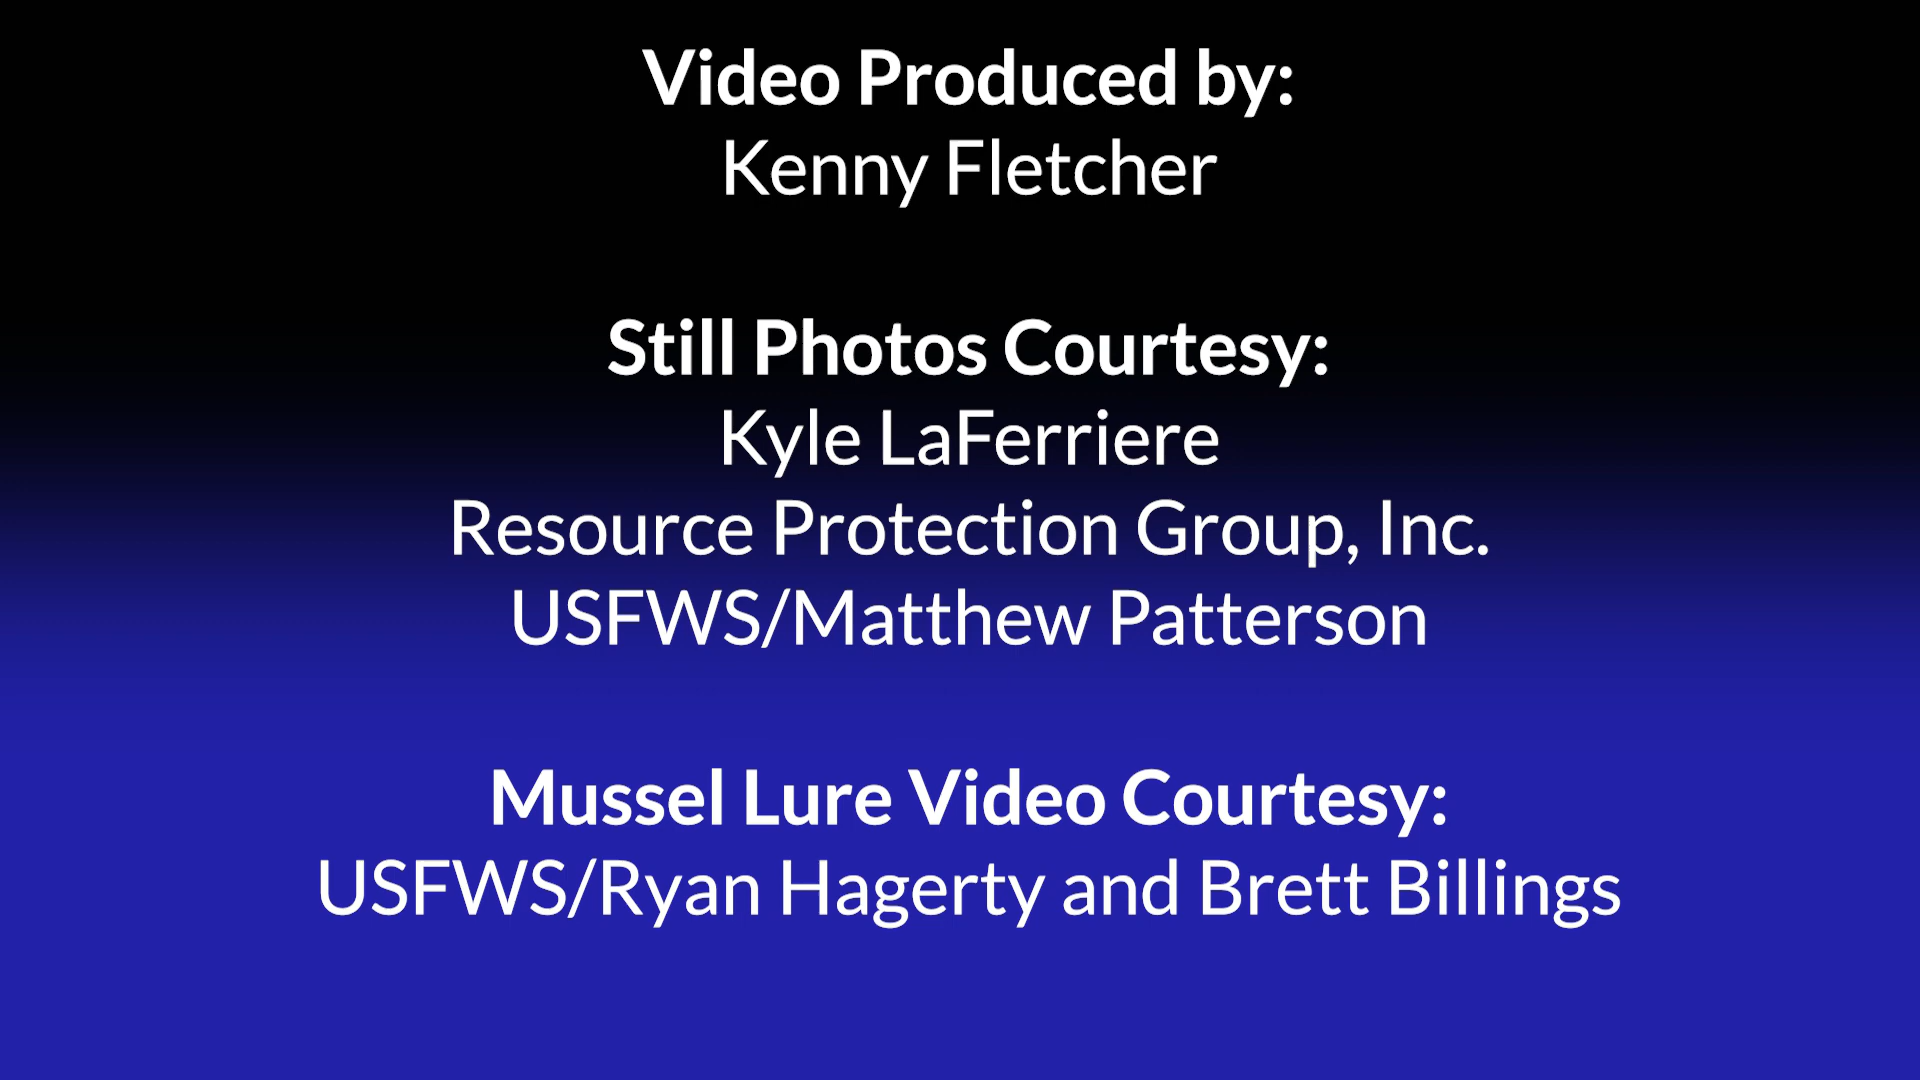 Video Produced by:
Kenny Fletcher
Still Photos Courtesy:
Kyle LaFerriere
Resource Protection Group, Inc.
USFWS/Matthew Patterson
Mussel Lure Video Courtesy:
USFWS/Ryan Hagerty and Brett Billings